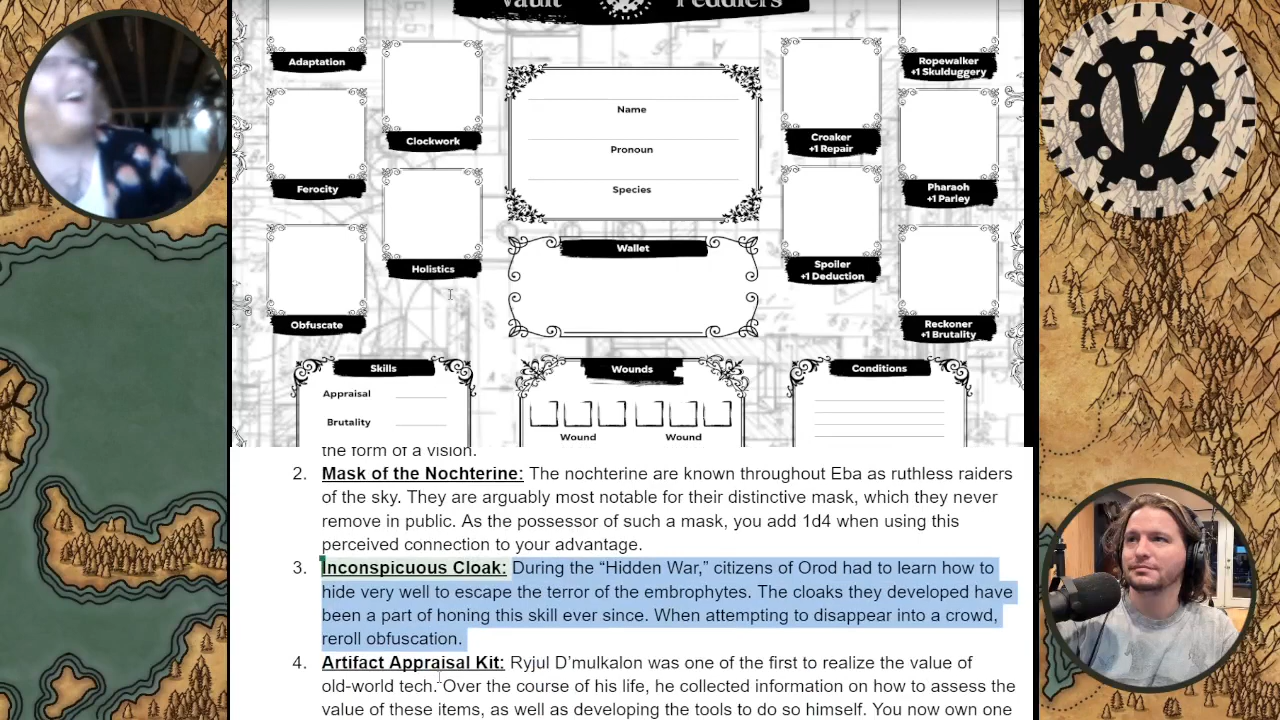 Vault Peddlers
Adaptation
Clockwork
Ferocity
Holistics
Obfuscate
Name
Pronoun
Species
Wallet
Ropewalker
+1 Skulduggery
Croaker
+1 Repair
Pharaoh
+1 Parley
Spoiler
+1 Deduction
Reckoner
+1 Brutality
Skills
Appraisal
Brutality
Wounds
Wound Wound
Conditions
the form of a vision.
2. Mask of the Nochterine: The nochterine are known throughout Eba as ruthless raiders
of the sky. They are arguably most notable for their distinctive mask, which they never
remove in public. As the possessor of such a mask, you add 1d4 when using this
perceived connection to your advantage.
3. Inconspicuous Cloak: During the “Hidden War,” citizens of Orod had to learn how to
hide very well to escape the terror of the embrophytes. The cloaks they developed have
been a part of honing this skill ever since. When attempting to disappear into a crowd,
reroll obfuscation.
4. Artifact Appraisal Kit: Ryjul D’mulkalon was one of the first to realize the value of
old-world tech. Over the course of his life, he collected information on how to assess the
value of these items, as well as developing the tools to do so himself. You now own one
V